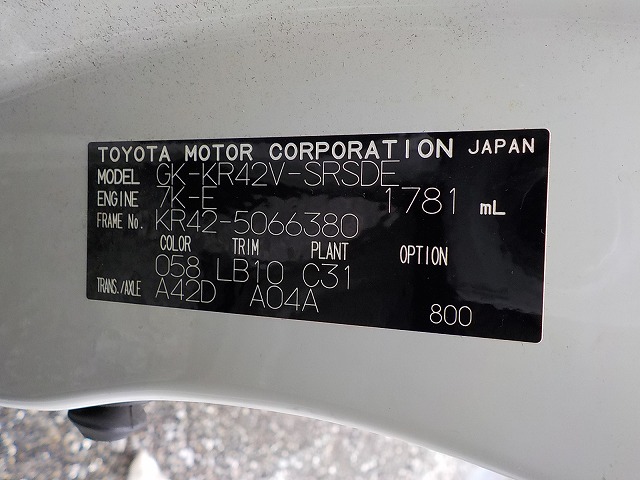 TOYOTA MOTOR CORPORATION JAPAN
MODEL GK-KR42V-SRSDE
ENGINE 7K-E 1781 mL
FRAME No. KR42-5066380
COLOR TRIM PLANT OPTION
058 LB10 C31
TRANS./AXLE A42D A04A
800